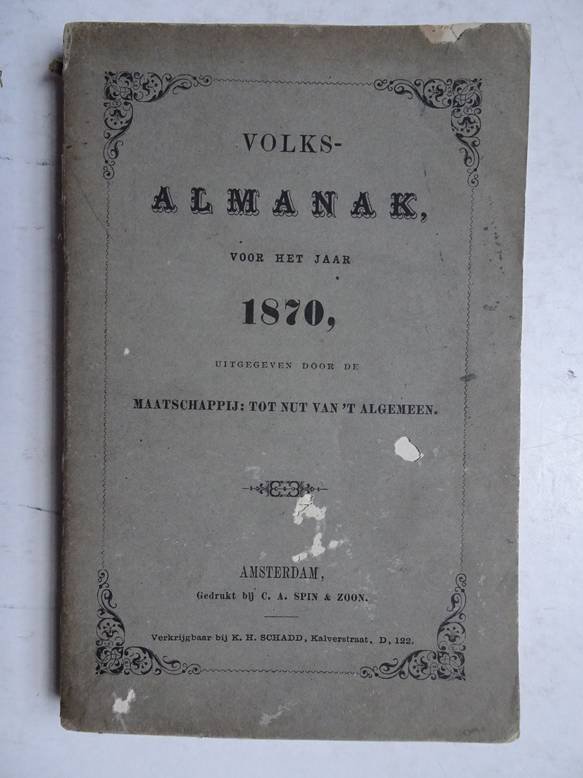 VOLKS-
ALMANAK,
VOOR HET JAAR
1870,
UITGEGEVEN DOOR DE
MAATSCHAPPIJ: TOT NUT VAN 'T ALGEMEEN.
AMSTERDAM,
Gedrukt bij C. A. SPIN & ZOON.
Verkrijgbaar bij K. H. SCHADD, Kalverstraat, D, 122.